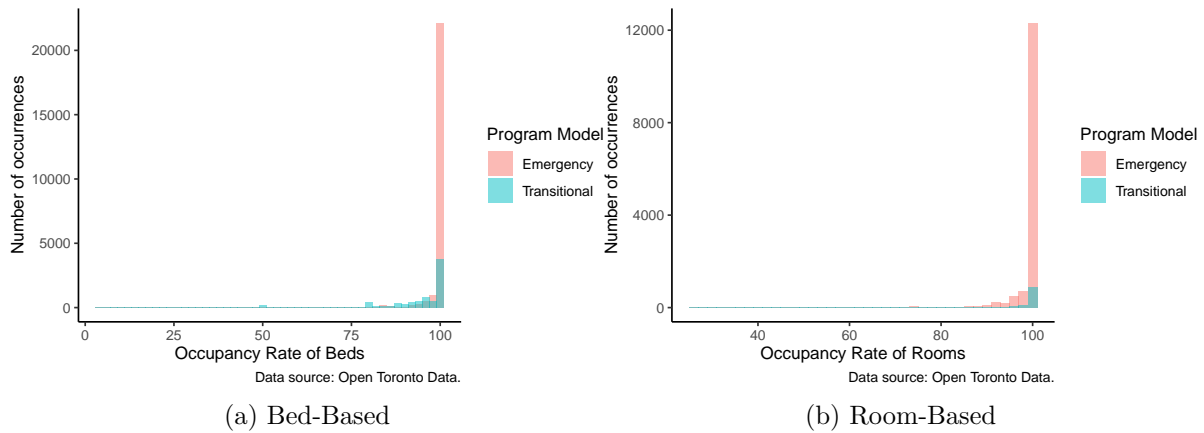 20000
15000
10000
5000
0
Number of occurrences
0 25 50 75 100
Occupancy Rate of Beds
Data source: Open Toronto Data.
Program Model
Emergency
Transitional
(a) Bed-Based
12000
8000
4000
0
Number of occurrences
40 60 80 100
Occupancy Rate of Rooms
Data source: Open Toronto Data.
Program Model
Emergency
Transitional
(b) Room-Based